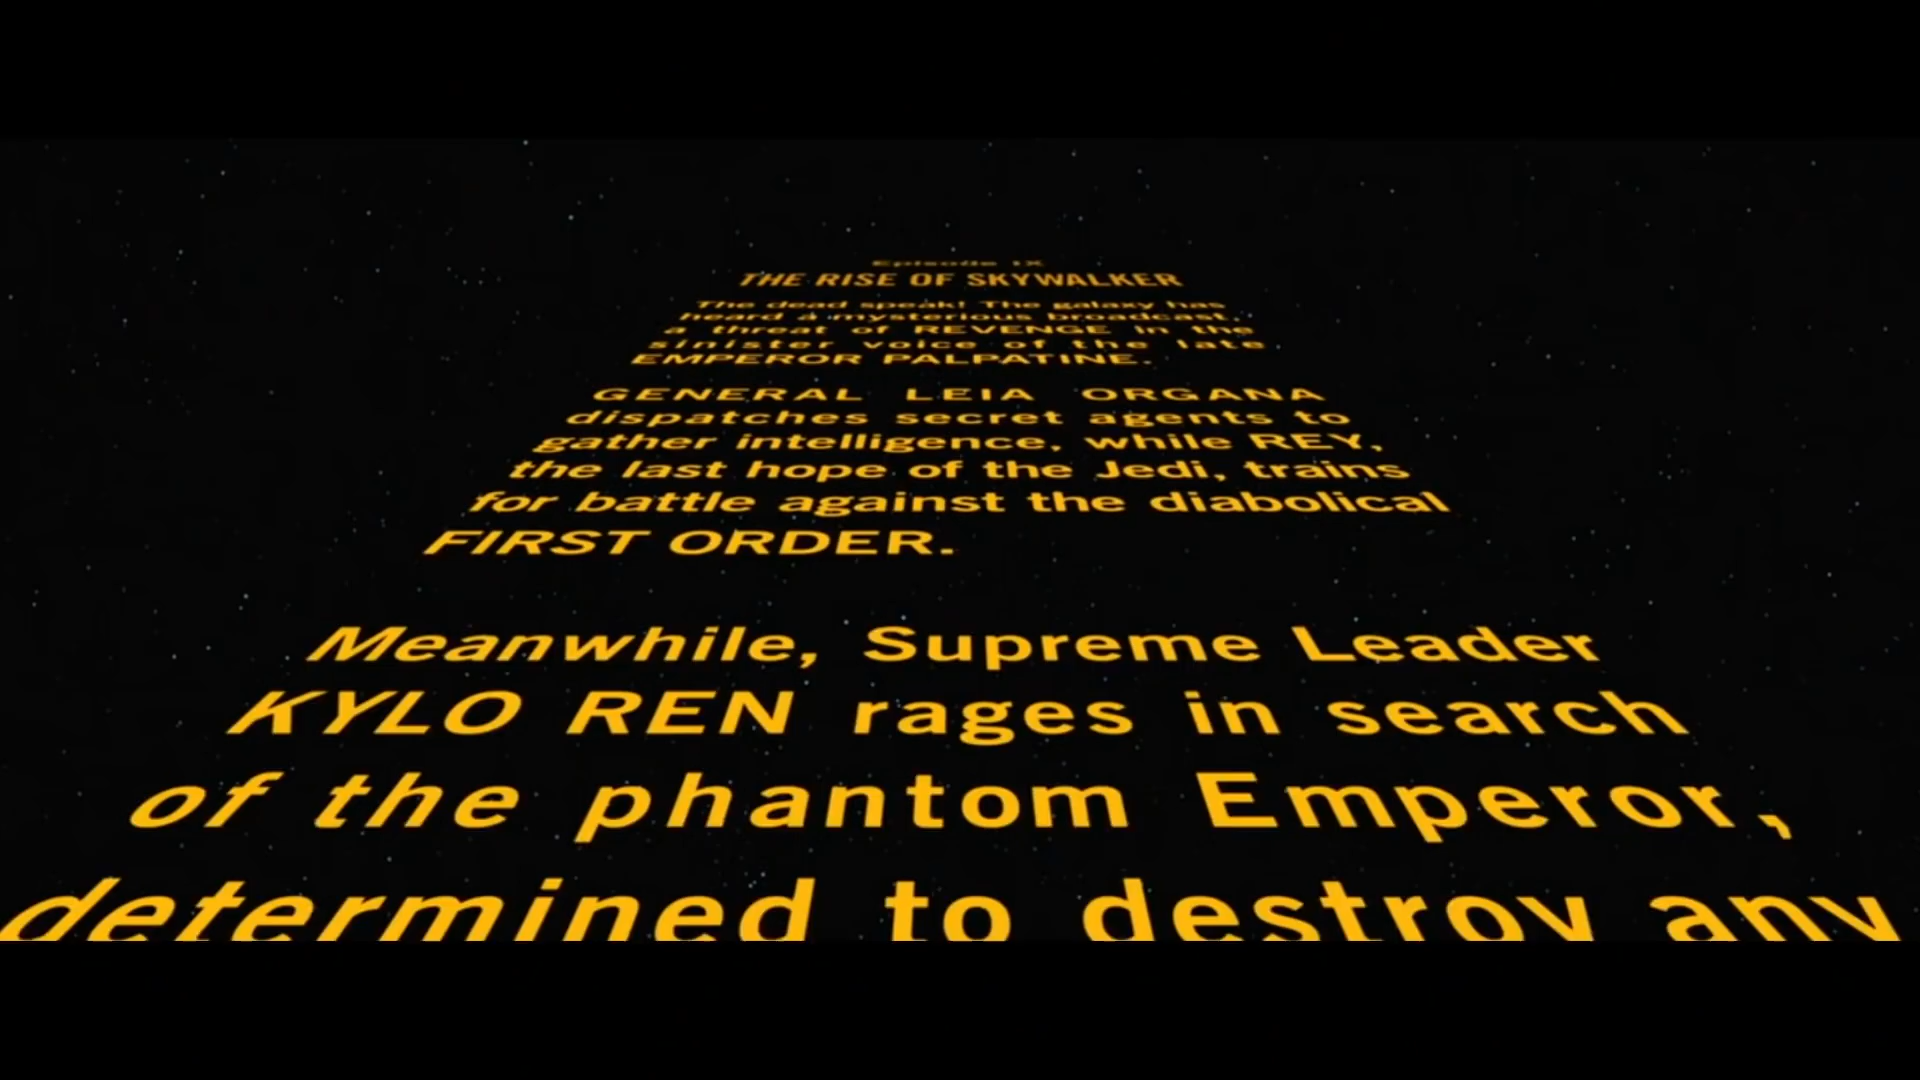 Episode IX
THE RISE OF SKYWALKER
The dead speak! The galaxy has
heard a mysterious broadcast,
a threat of REVENGE in the
sinister voice of the late
EMPEROR PALPATINE.
GENERAL LEIA ORGANA
dispatches secret agents to
gather intelligence, while REY,
the last hope of the Jedi, trains
for battle against the diabolical
FIRST ORDER.
Meanwhile, Supreme Leader
KYLO REN rages in search
of the phantom Emperor,
determined to destroy any